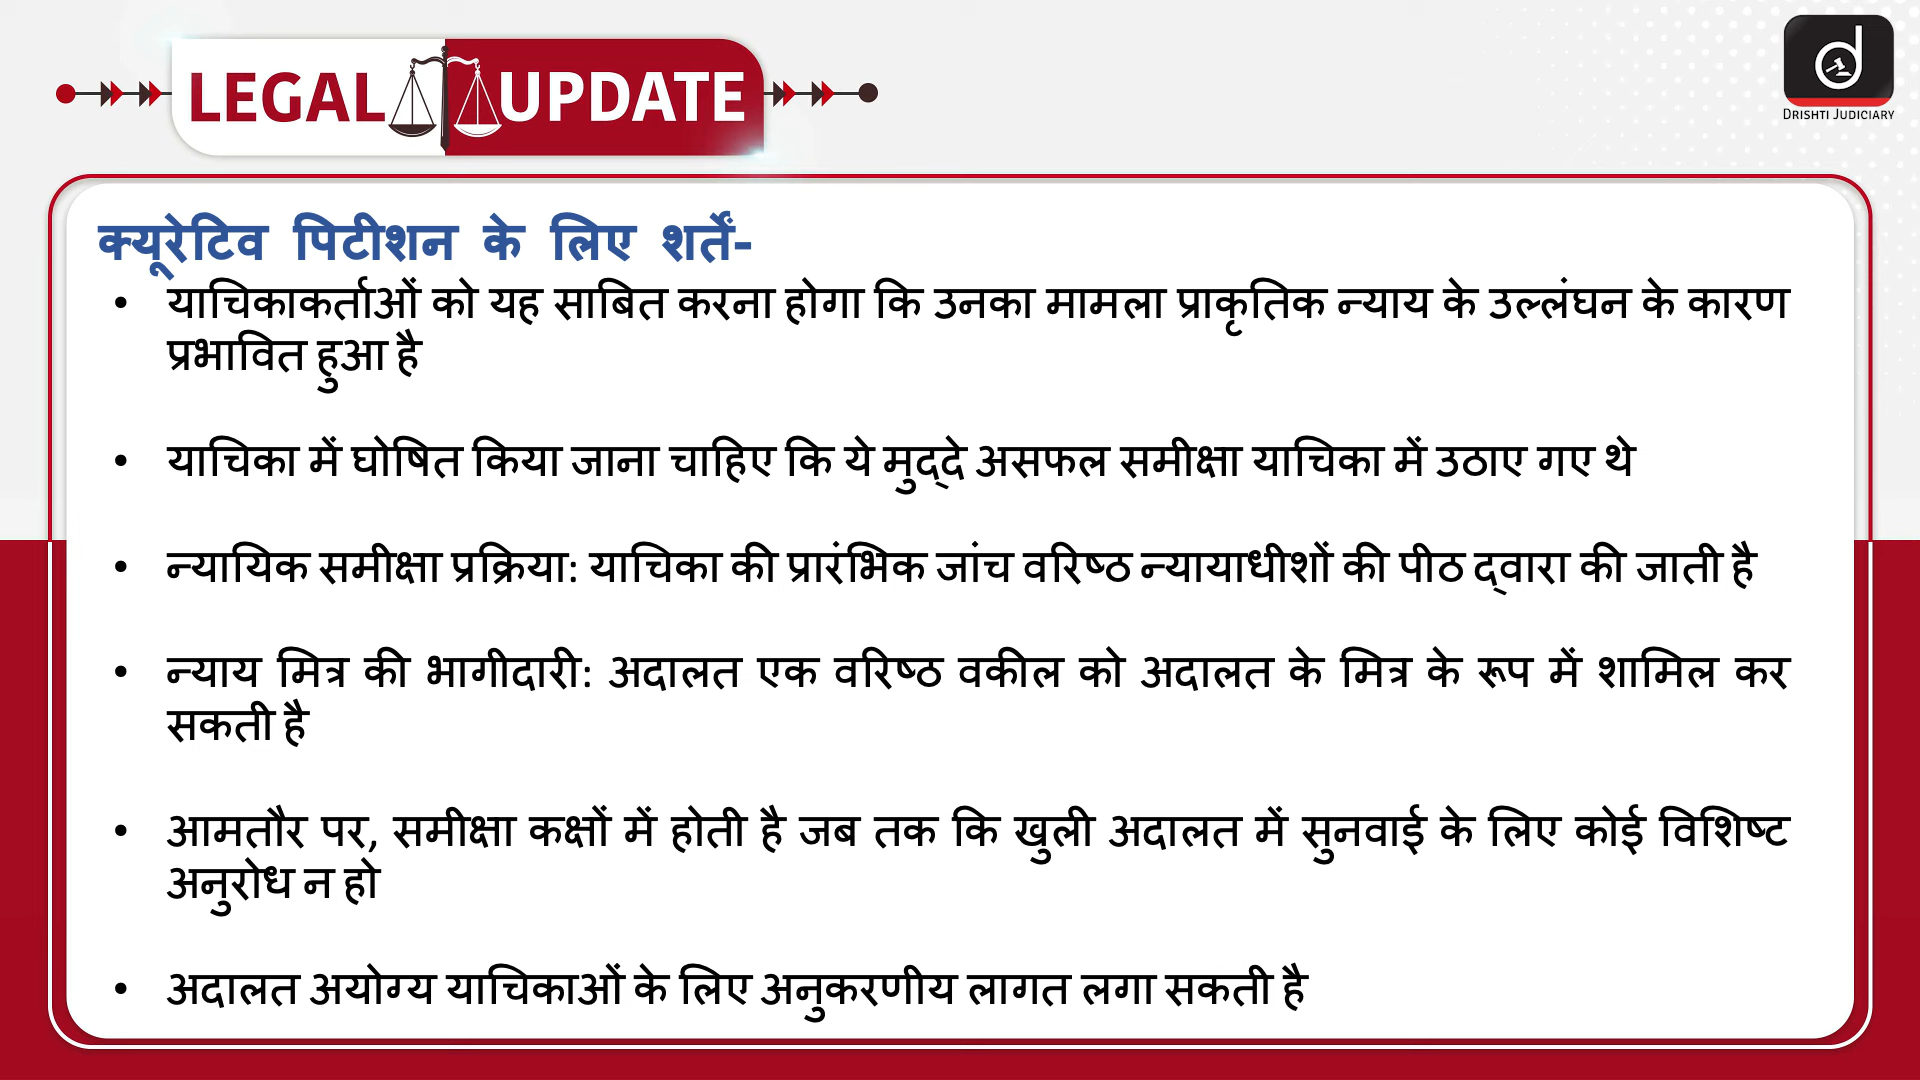 LEGAL UPDATE
DRISHTI JUDICIARY
क्यूरेटिव पिटीशन के लिए शर्तें-
• याचिकाकर्ताओं को यह साबित करना होगा कि उनका मामला प्राकृतिक न्याय के उल्लंघन के कारण
प्रभावित हुआ है
• याचिका में घोषित किया जाना चाहिए कि ये मुद्दे असफल समीक्षा याचिका में उठाए गए थे
• न्यायिक समीक्षा प्रक्रिया: याचिका की प्रारंभिक जांच वरिष्ठ न्यायाधीशों की पीठ द्वारा की जाती है
• न्याय मित्र की भागीदारी: अदालत एक वरिष्ठ वकील को अदालत के मित्र के रूप में शामिल कर
सकती है
• आमतौर पर, समीक्षा कक्षों में होती है जब तक कि खुली अदालत में सुनवाई के लिए कोई विशिष्ट
अनुरोध न हो
• अदालत अयोग्य याचिकाओं के लिए अनुकरणीय लागत लगा सकती है